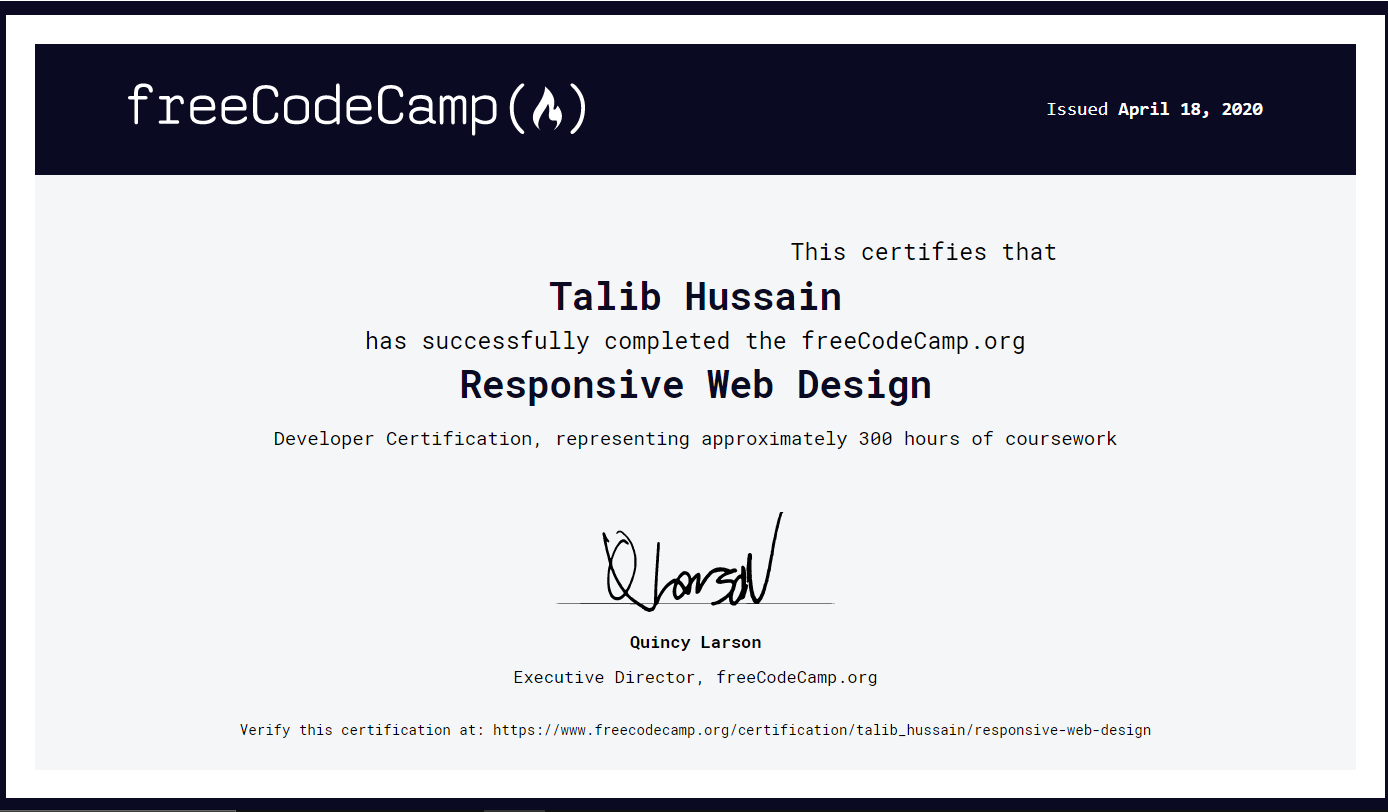 freeCodeCamp(🔥)
Issued April 18, 2020
This certifies that
Talib Hussain
has successfully completed the freeCodeCamp.org
Responsive Web Design
Developer Certification, representing approximately 300 hours of coursework
Q Larson
Quincy Larson
Executive Director, freeCodeCamp.org
Verify this certification at: https://www.freecodecamp.org/certification/talib_hussain/responsive-web-design